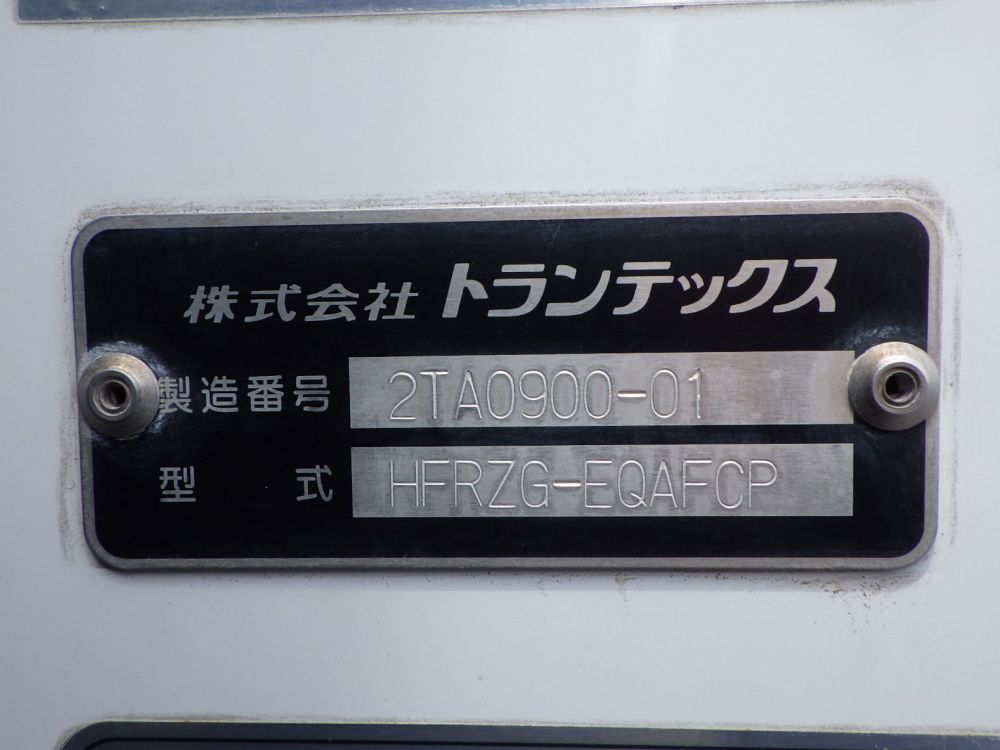 株式会社 トランテックス
製造番号 2TA0900-01
型式 HFRZG-EQAFCP